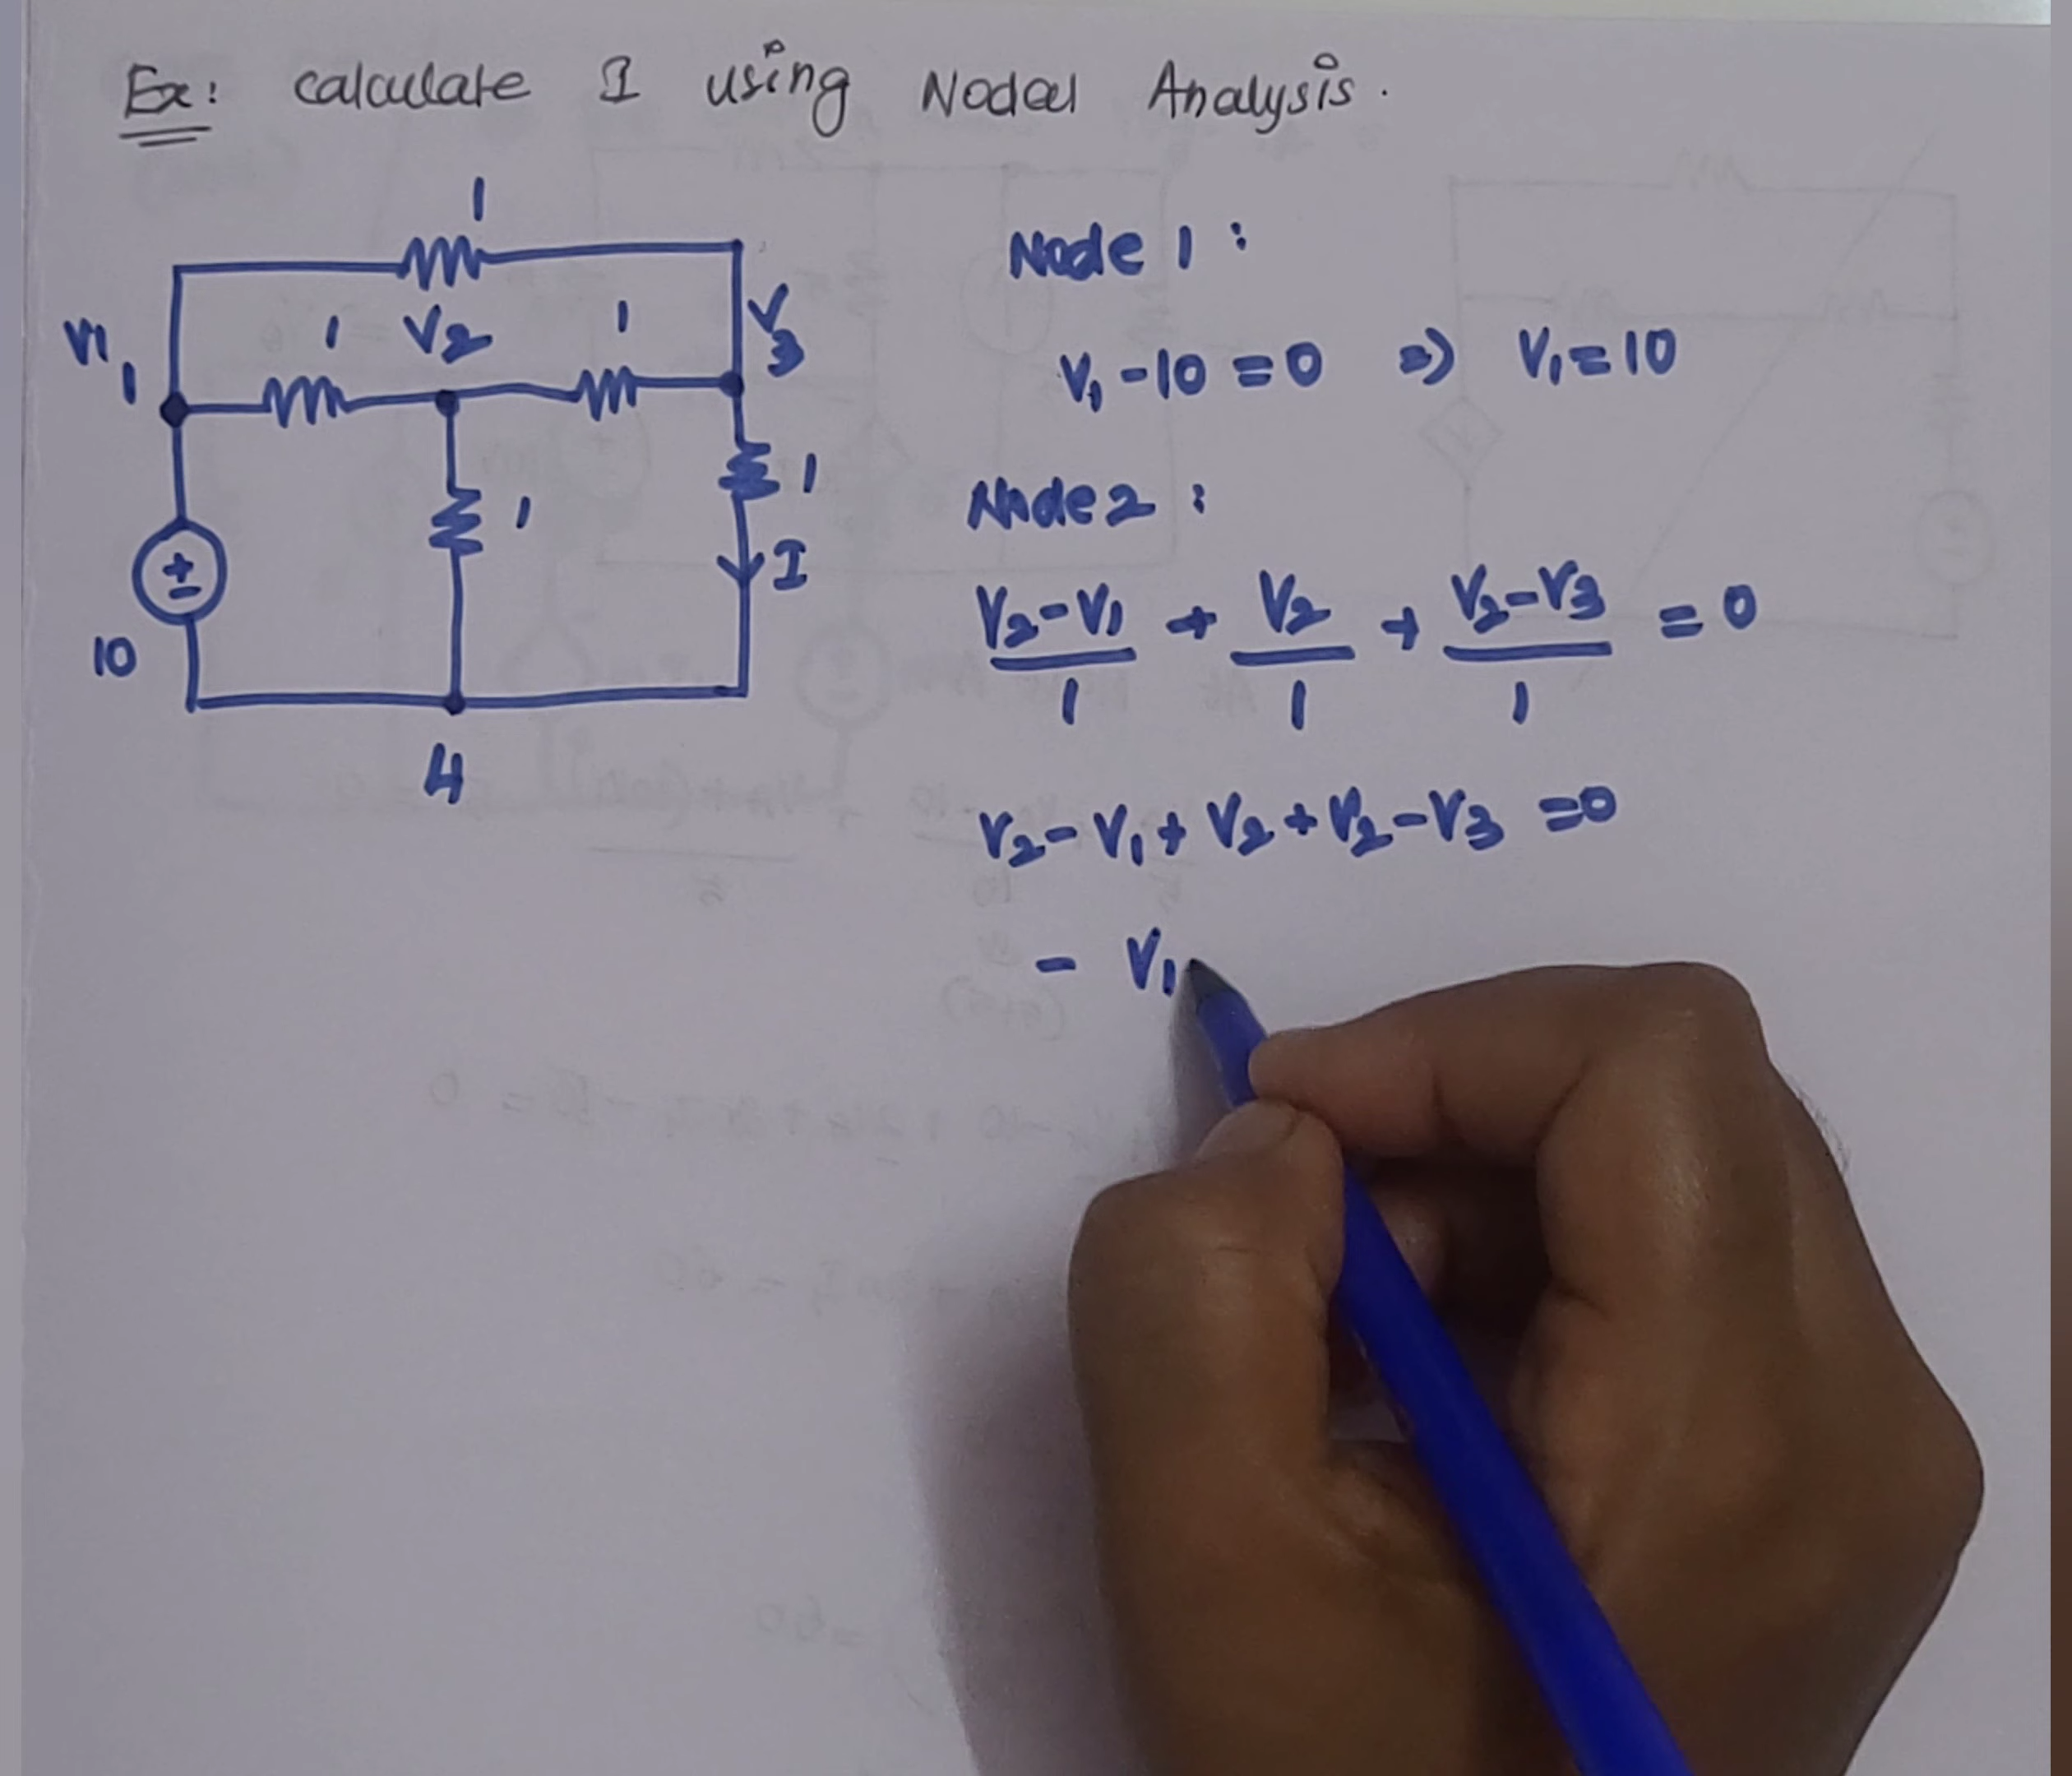 Ex: calculate I using Nodal Analysis.
1
V1 1 V2 1 V3
1
1 1
I
10
4
Node 1 :
V1 - 10 = 0 ⇒ V1 = 10
Node 2 :
V2-V1/1 + V2/1 + V2-V3/1 = 0
V2 - V1 + V2 + V2 - V3 = 0
- V1